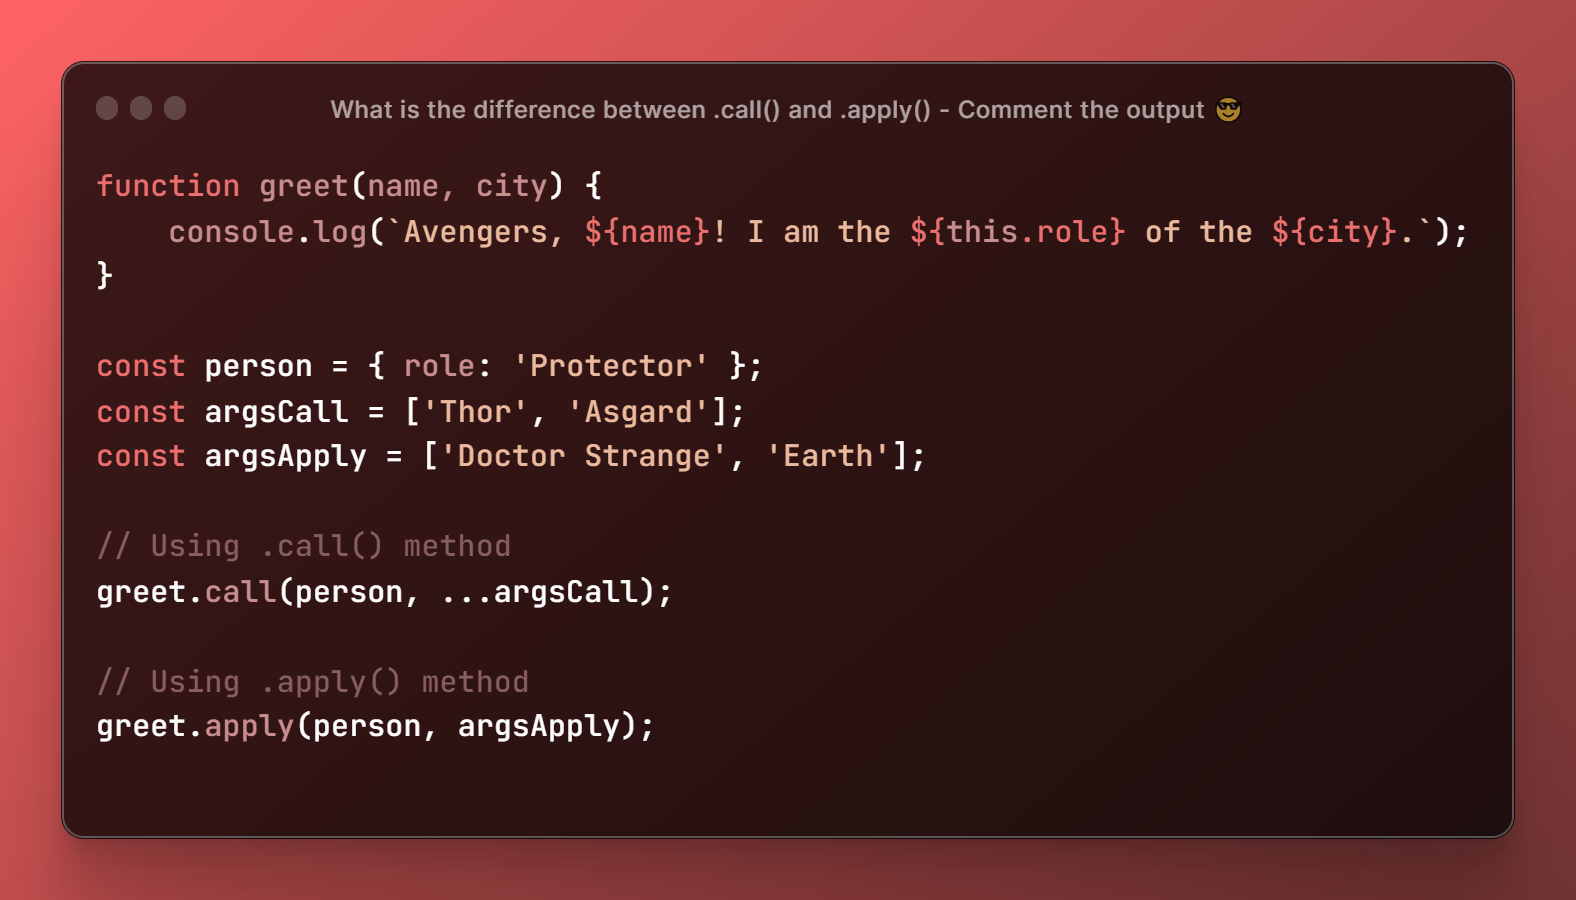 What is the difference between .call() and .apply() - Comment the output 😎
function greet(name, city) {
    console.log(`Avengers, ${name}! I am the ${this.role} of the ${city}.`);
}
const person = { role: 'Protector' };
const argsCall = ['Thor', 'Asgard'];
const argsApply = ['Doctor Strange', 'Earth'];
// Using .call() method
greet.call(person, ...argsCall);
// Using .apply() method
greet.apply(person, argsApply);